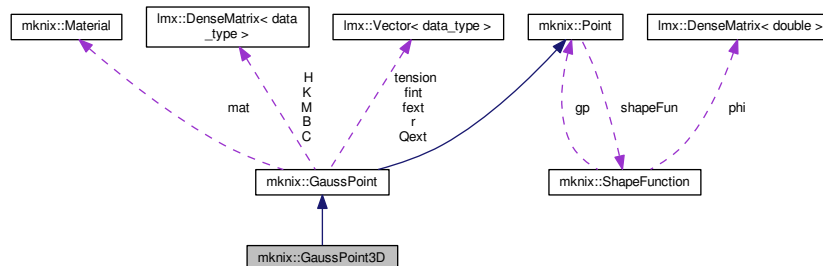 mknix::Material
lmx::DenseMatrix< data
_type >
lmx::Vector< data_type >
mknix::Point
lmx::DenseMatrix< double >
mat
H
K
M
B
C
tension
fint
fext
r
Qext
gp
shapeFun
phi
mknix::GaussPoint
mknix::ShapeFunction
mknix::GaussPoint3D